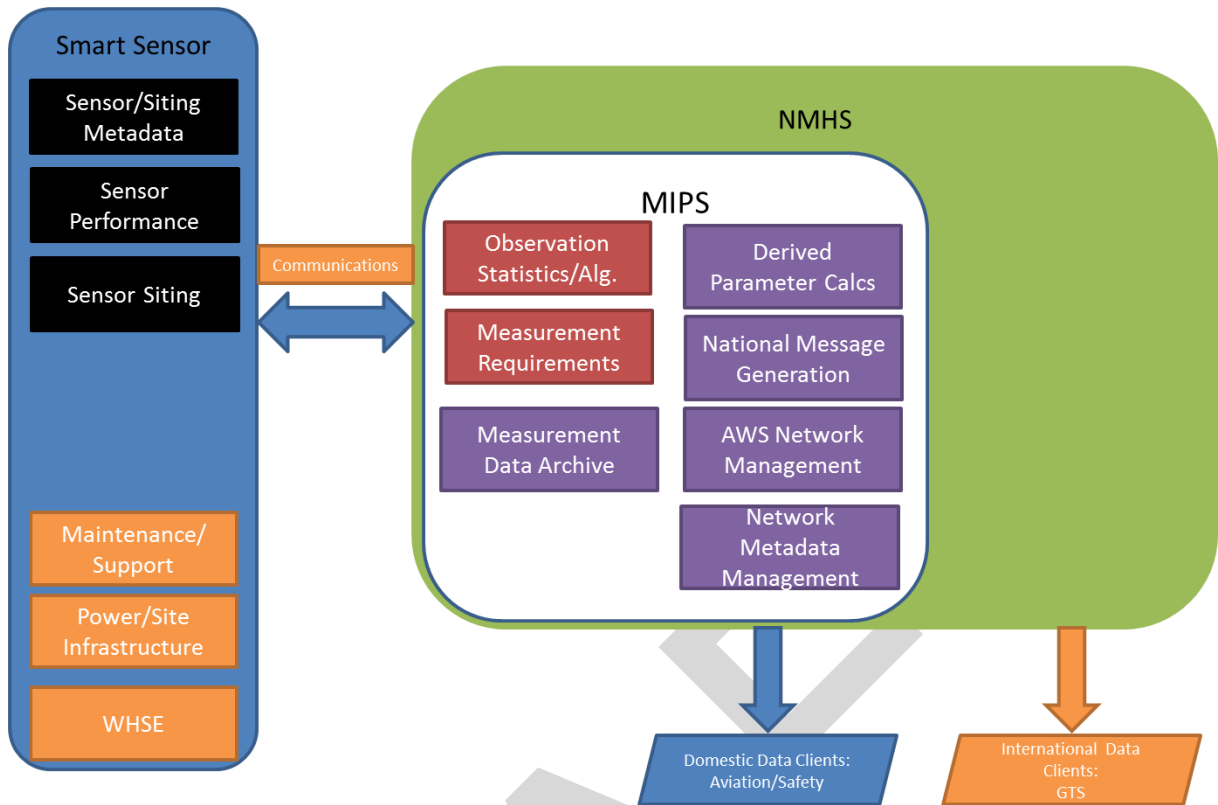 Smart Sensor
Sensor/Siting
Metadata
Sensor
Performance
Sensor Siting
Maintenance/
Support
Power/Site
Infrastructure
WHSE
Communications
NMHS
MIPS
Observation
Statistics/Alg.
Measurement
Requirements
Measurement
Data Archive
Derived
Parameter Calcs
National Message
Generation
AWS Network
Management
Network
Metadata
Management
Domestic Data Clients:
Aviation/Safety
International Data
Clients:
GTS